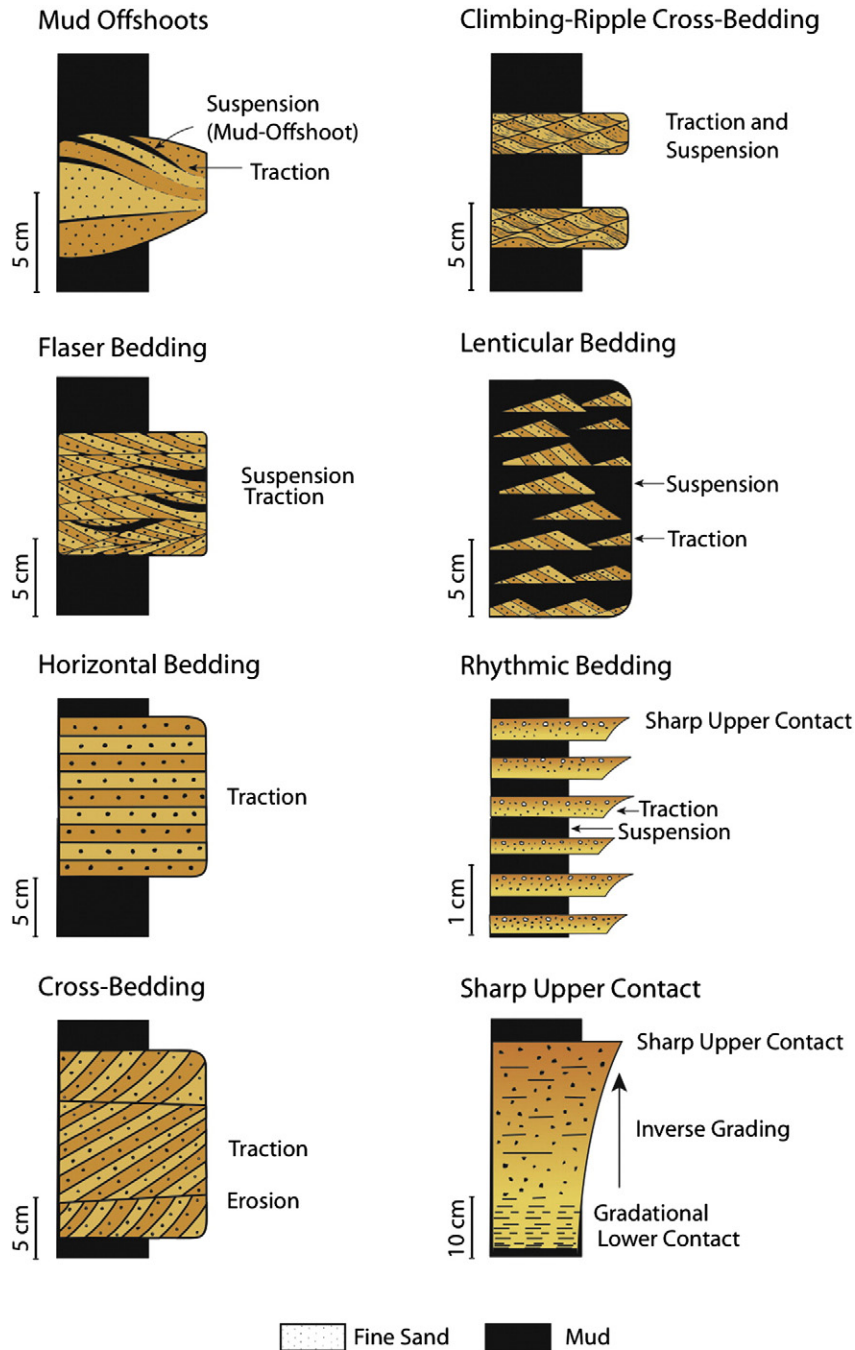 Mud Offshoots
Suspension
(Mud-Offshoot)
Traction
5 cm
Climbing-Ripple Cross-Bedding
Traction and
Suspension
5 cm
Flaser Bedding
Suspension
Traction
5 cm
Lenticular Bedding
Suspension
Traction
5 cm
Horizontal Bedding
Traction
5 cm
Rhythmic Bedding
Sharp Upper Contact
Traction
Suspension
1 cm
Cross-Bedding
Traction
Erosion
5 cm
Sharp Upper Contact
Sharp Upper Contact
Inverse Grading
Gradational
Lower Contact
10 cm
Fine Sand
Mud